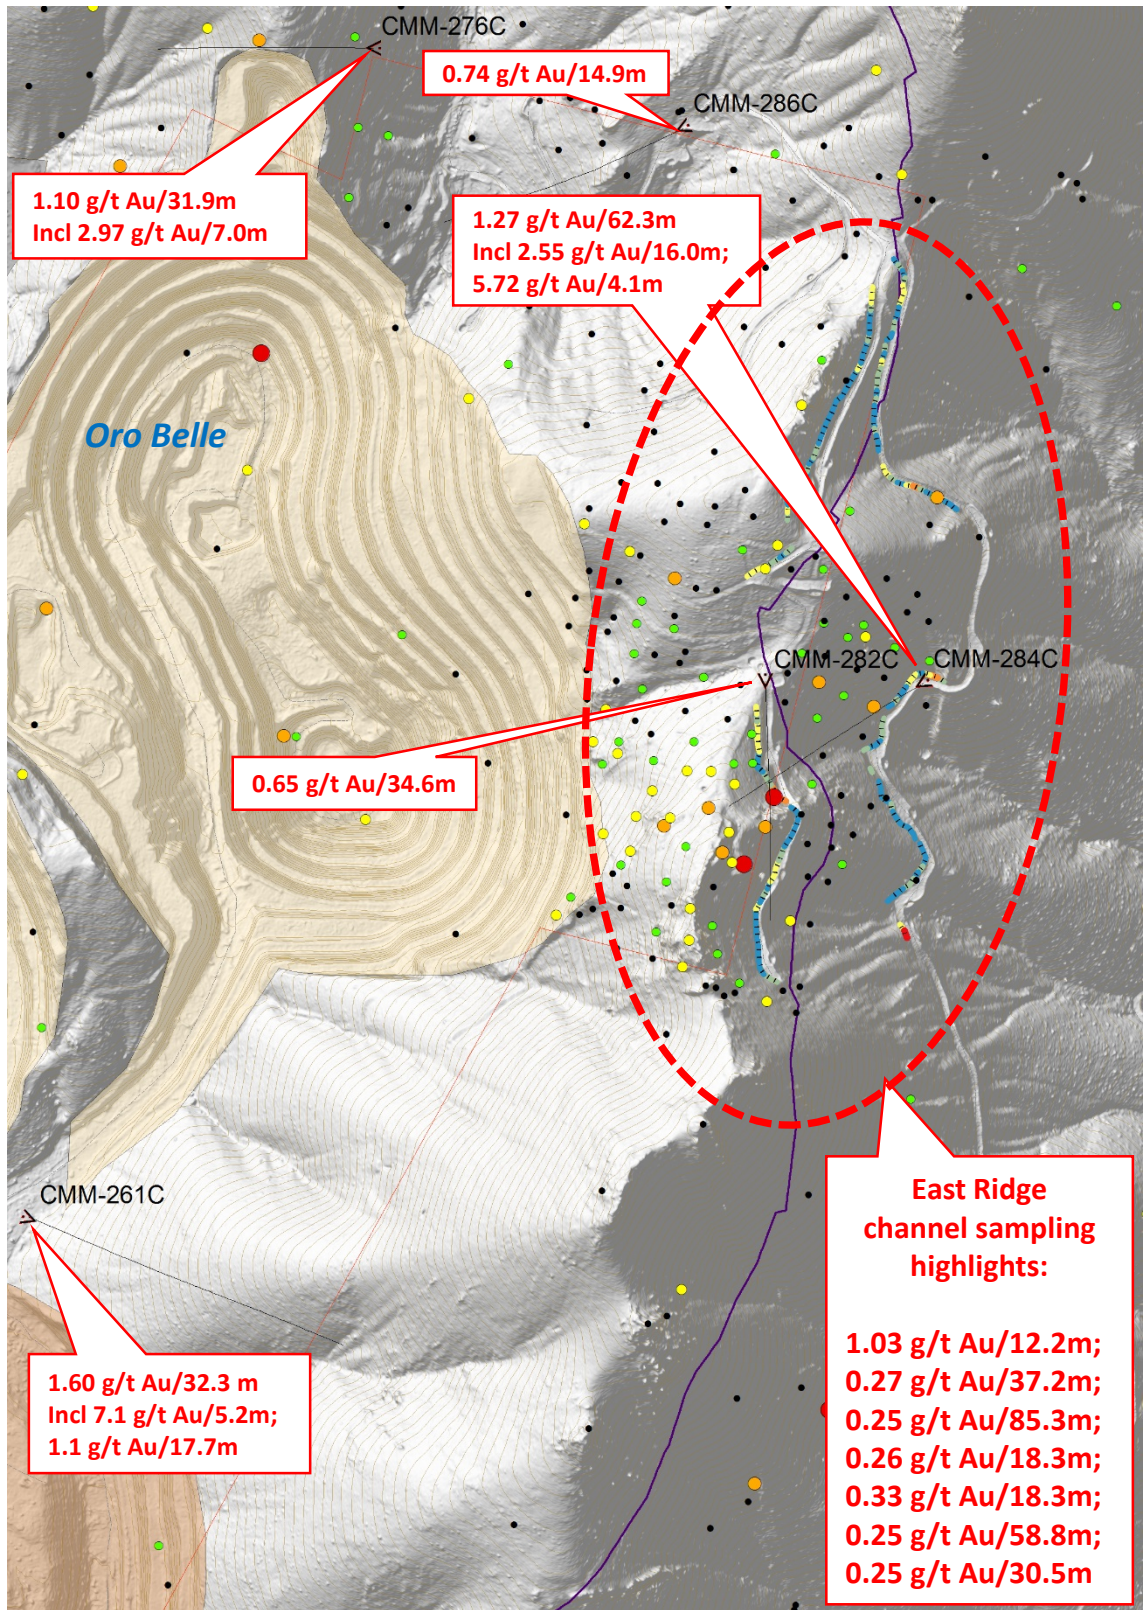 CMM-276C
0.74 g/t Au/14.9m
CMM-286C
1.10 g/t Au/31.9m
Incl 2.97 g/t Au/7.0m
1.27 g/t Au/62.3m
Incl 2.55 g/t Au/16.0m;
5.72 g/t Au/4.1m
Oro Belle
CMM-282C
CMM-284C
0.65 g/t Au/34.6m
CMM-261C
1.60 g/t Au/32.3 m
Incl 7.1 g/t Au/5.2m;
1.1 g/t Au/17.7m
East Ridge
channel sampling
highlights:
1.03 g/t Au/12.2m;
0.27 g/t Au/37.2m;
0.25 g/t Au/85.3m;
0.26 g/t Au/18.3m;
0.33 g/t Au/18.3m;
0.25 g/t Au/58.8m;
0.25 g/t Au/30.5m